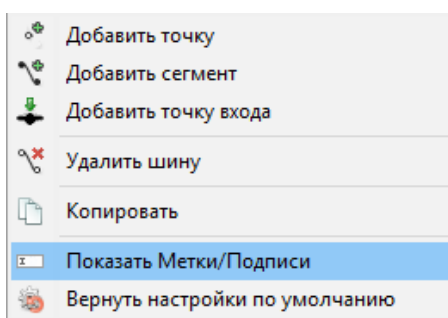 Добавить точку
Добавить сегмент
Добавить точку входа
Удалить шину
Копировать
Показать Метки/Подписи
Вернуть настройки по умолчанию